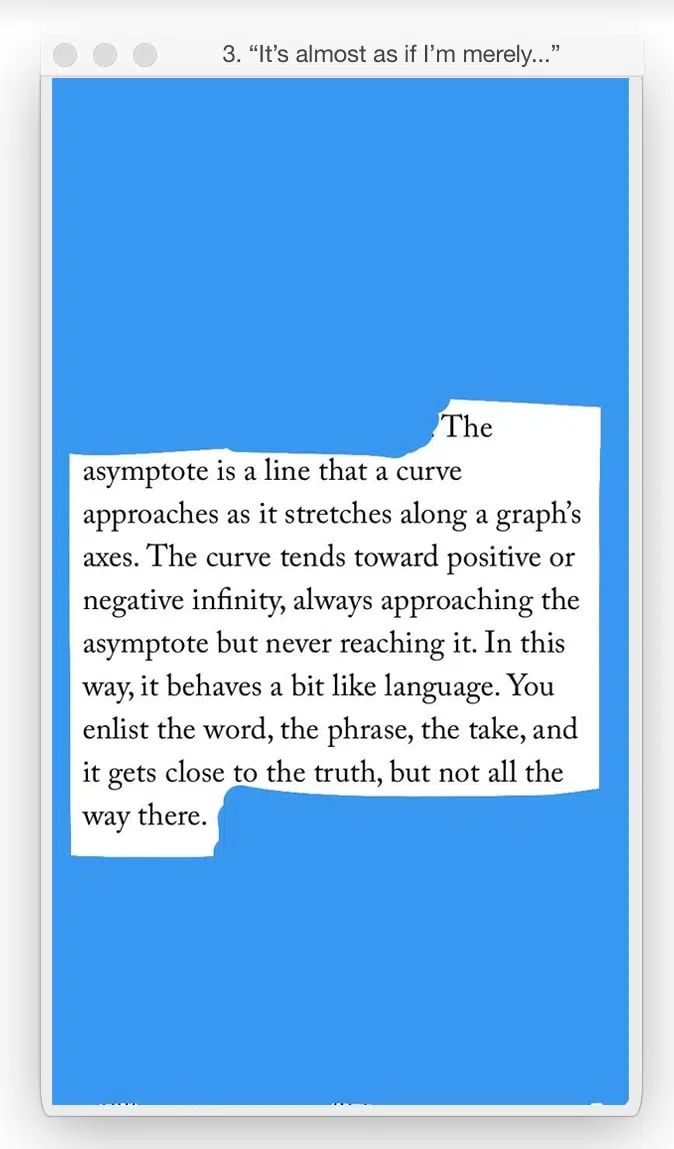 3. “It’s almost as if I’m merely...”
. The
asymptote is a line that a curve
approaches as it stretches along a graph’s
axes. The curve tends toward positive or
negative infinity, always approaching the
asymptote but never reaching it. In this
way, it behaves a bit like language. You
enlist the word, the phrase, the take, and
it gets close to the truth, but not all the
way there.